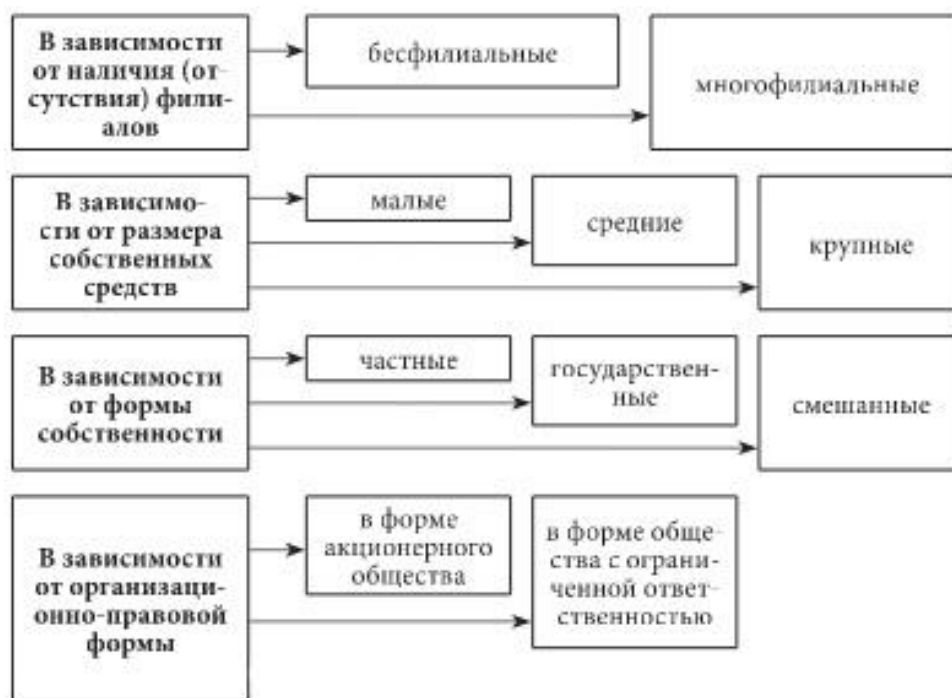 В зависимости
от наличия (от-
сутствия) фили-
алов
бесфилиальные
многофилиальные
В зависимо-
сти от размера
собственных
средств
малые
средние
крупные
В зависимости
от формы
собственности
частные
государствен-
ные
смешанные
В зависимости
от организаци-
онно-правовой
формы
в форме
акционерного
общества
в форме обще-
ства с ограни-
ченной ответ-
ственностью